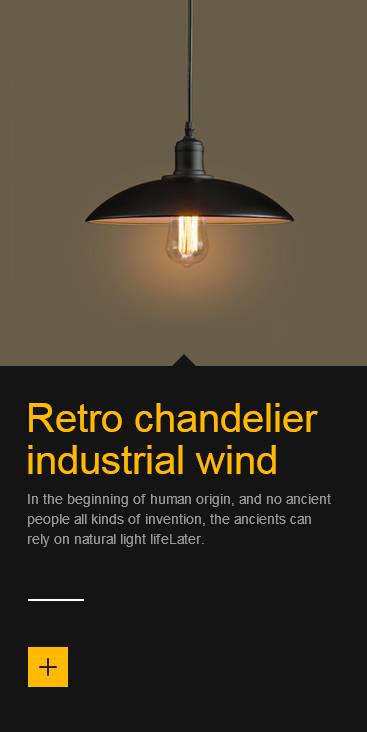 Retro chandelier
industrial wind
In the beginning of human origin, and no ancient
people all kinds of invention, the ancients can
rely on natural light lifeLater.